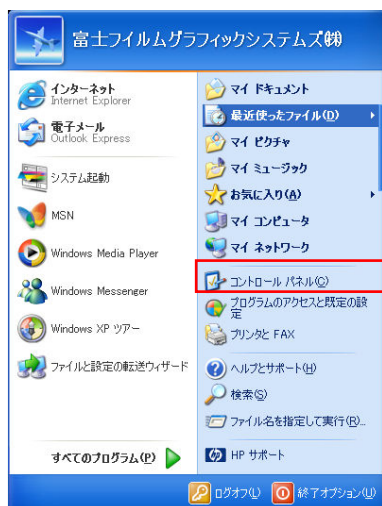 富士フイルムグラフィックシステムズ㈱
インターネット
Internet Explorer
電子メール
Outlook Express
システム起動
MSN
Windows Media Player
Windows Messenger
Windows XP ツアー
ファイルと設定の転送ウィザード
すべてのプログラム(P)
マイ ドキュメント
最近使ったファイル(D)
マイ ピクチャ
マイ ミュージック
お気に入り(A)
マイ コンピュータ
マイ ネットワーク
コントロール パネル(C)
プログラムのアクセスと既定の設
定
プリンタと FAX
ヘルプとサポート(H)
検索(S)
ファイル名を指定して実行(R)...
HP サポート
ログオフ(L)
終了オプション(U)